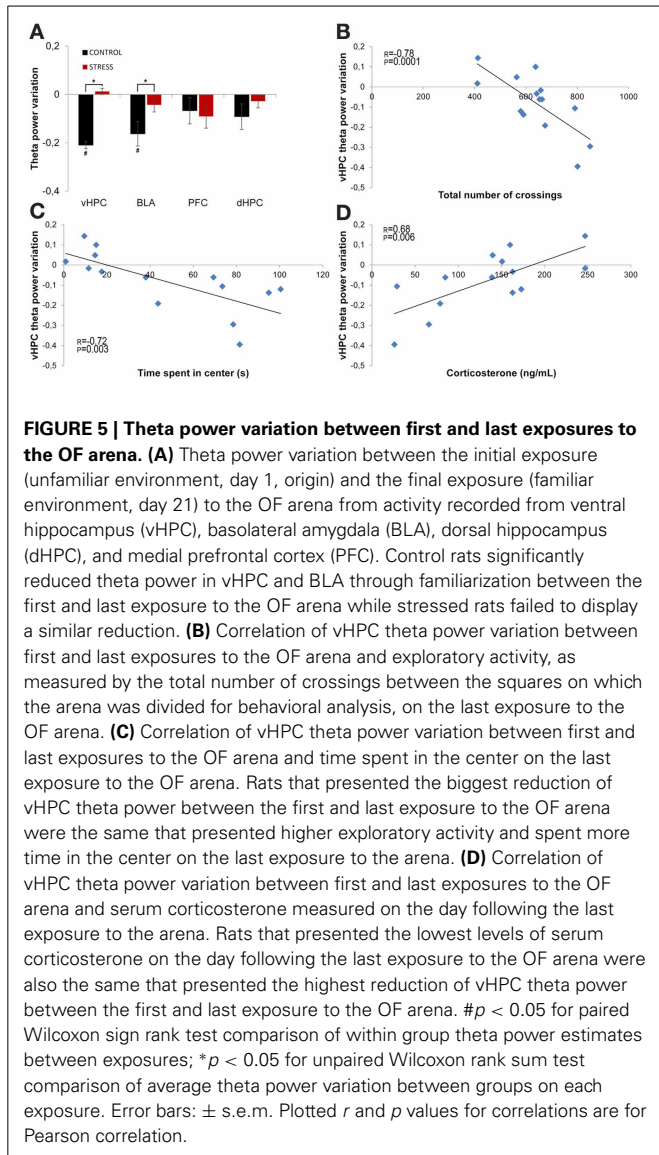 A
B
0,2
0
-0,2
-0,4
Theta power variation
CONTROL
STRESS
*
*
#
#
vHPC
BLA
PFC
dHPC
R=-0.78
P=0.0001
0,2
0,1
0
-0,1
-0,2
-0,3
-0,4
-0,5
vHPC theta power variation
0
200
400
600
800
1000
Total number of crossings
C
D
0,2
0,1
0
-0,1
-0,2
-0,3
-0,4
-0,5
vHPC theta power variation
0
20
40
60
80
100
120
R=-0.72
P=0.003
Time spent in center (s)
R=0.68
P=0.006
0,2
0,1
0
-0,1
-0,2
-0,3
-0,4
-0,5
vHPC theta power variation
0
50
100
150
200
250
300
Corticosterone (ng/mL)
FIGURE 5 | Theta power variation between first and last exposures to
the OF arena. (A) Theta power variation between the initial exposure
(unfamiliar environment, day 1, origin) and the final exposure (familiar
environment, day 21) to the OF arena from activity recorded from ventral
hippocampus (vHPC), basolateral amygdala (BLA), dorsal hippocampus
(dHPC), and medial prefrontal cortex (PFC). Control rats significantly
reduced theta power in vHPC and BLA through familiarization between the
first and last exposure to the OF arena while stressed rats failed to display
a similar reduction. (B) Correlation of vHPC theta power variation between
first and last exposures to the OF arena and exploratory activity, as
measured by the total number of crossings between the squares on which
the arena was divided for behavioral analysis, on the last exposure to the
OF arena. (C) Correlation of vHPC theta power variation between first and
last exposures to the OF arena and time spent in the center on the last
exposure to the OF arena. Rats that presented the biggest reduction of
vHPC theta power between the first and last exposure to the OF arena
were the same that presented higher exploratory activity and spent more
time in the center on the last exposure to the arena. (D) Correlation of
vHPC theta power variation between first and last exposures to the OF
arena and serum corticosterone measured on the day following the last
exposure to the arena. Rats that presented the lowest levels of serum
corticosterone on the day following the last exposure to the OF arena were
also the same that presented the highest reduction of vHPC theta power
between the first and last exposure to the OF arena. #p < 0.05 for paired
Wilcoxon sign rank test comparison of within group theta power estimates
between exposures; *p < 0.05 for unpaired Wilcoxon rank sum test
comparison of average theta power variation between groups on each
exposure. Error bars: ± s.e.m. Plotted r and p values for correlations are for
Pearson correlation.